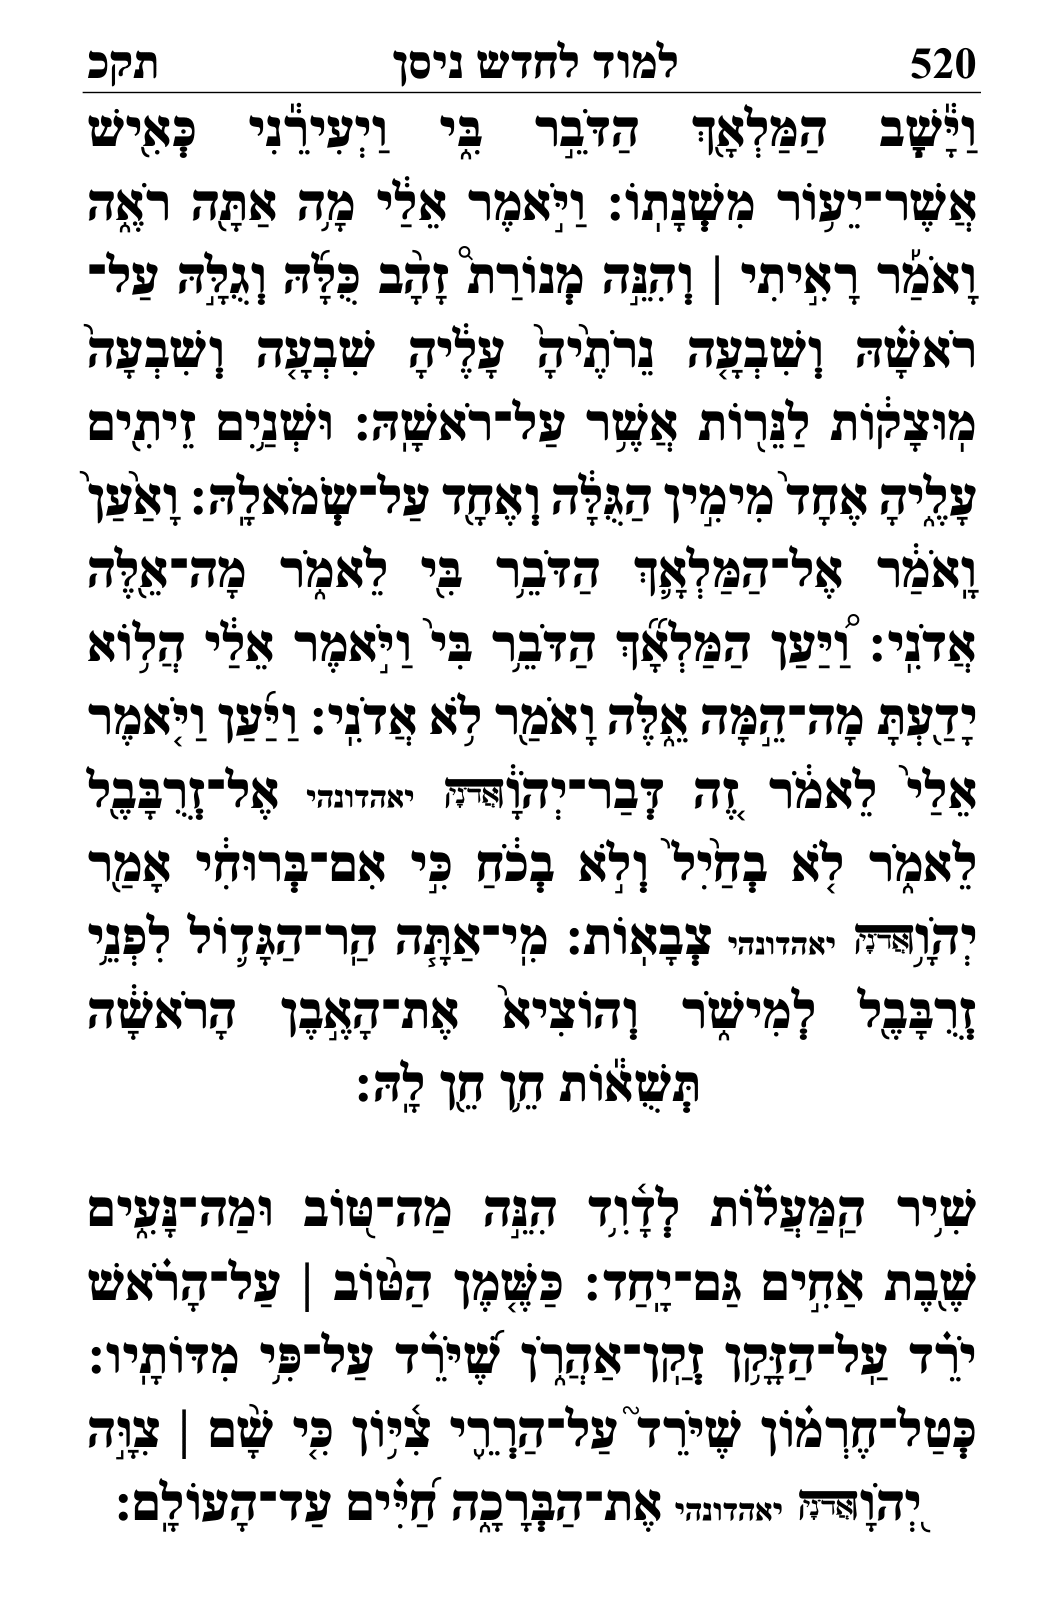 520 למוד לחדש ניסן תקכ
וַיָּ֕שׇׁב הַמַּלְאָ֖ךְ הַדֹּבֵ֣ר בִּ֑י וַיְעִירֵ֕נִי כְּאִ֖ישׁ
אֲשֶׁר־יֵע֥וֹר מִשְּׁנָתֽוֹ׃ וַיֹּ֣אמֶר אֵלַ֔י מָ֥ה אַתָּ֖ה רֹאֶ֑ה
וָאֹמַ֡ר רָאִ֣יתִי | וְהִנֵּ֣ה מְנוֹרַת֩ זָהָ֨ב כֻּלָּ֜הּ וְגֻלָּ֣הּ עַל־
רֹאשָׁ֗הּ וְשִׁבְעָ֤ה נֵרֹתֶ֙יהָ֙ עָלֶ֔יהָ שִׁבְעָ֤ה וְשִׁבְעָה֙
מֽוּצָק֔וֹת לַנֵּר֖וֹת אֲשֶׁ֥ר עַל־רֹאשָֽׁהּ׃ וּשְׁנַ֥יִם זֵיתִ֖ים
עָלֶ֑יהָ אֶחָד֙ מִימִ֣ין הַגֻּלָּ֔ה וְאֶחָ֖ד עַל־שְׂמֹאלָֽהּ׃ וָאַ֙עַן֙
וָֽאֹמַ֔ר אֶל־הַמַּלְאָ֛ךְ הַדֹּבֵ֥ר בִּ֖י לֵאמֹ֑ר מָה־אֵ֖לֶּה
אֲדֹנִֽי׃ וַ֠יַּעַן הַמַּלְאָ֞ךְ הַדֹּבֵ֥ר בִּי֙ וַיֹּ֣אמֶר אֵלַ֔י הֲל֥וֹא
יָדַ֖עְתָּ מָה־הֵ֣מָּה אֵ֑לֶּה וָאֹמַ֖ר לֹ֥א אֲדֹנִֽי׃ וַיַּ֜עַן וַיֹּ֤אמֶר
אֵלַי֙ לֵאמֹ֔ר זֶ֚ה דְּבַר־יְהֹוָ֔אֲדֹנָי יאהדונהי אֶל־זְרֻבָּבֶ֖ל
לֵאמֹ֑ר לֹ֤א בְחַ֙יִל֙ וְלֹ֣א בְכֹ֔חַ כִּ֣י אִם־בְּרוּחִ֔י אָמַ֖ר
יְהֹוָ֥אֲדֹנָי יאהדונהי צְבָאֽוֹת׃ מִֽי־אַתָּ֧ה הַֽר־הַגָּד֛וֹל לִפְנֵ֥י
זְרֻבָּבֶ֖ל לְמִישֹׁ֑ר וְהוֹצִיא֙ אֶת־הָאֶ֣בֶן הָרֹאשָׁ֔ה
תְּשֻׁא֕וֹת חֵ֥ן חֵ֖ן לָֽהּ׃
שִׁ֥יר הַֽמַּעֲל֗וֹת לְדָ֫וִ֥ד הִנֵּ֣ה מַה־טּ֭וֹב וּמַה־נָּעִ֑ים
שֶׁ֖בֶת אַחִ֣ים גַּם־יָֽחַד׃ כַּשֶּׁ֤מֶן הַטּ֨וֹב | עַל־הָרֹ֗אשׁ
יֹרֵ֗ד עַֽל־הַזָּקָ֥ן זְקַֽן־אַהֲרֹ֑ן שֶׁ֝יֹּרֵ֗ד עַל־פִּ֥י מִדּוֹתָֽיו׃
כְּטַל־חֶרְמ֗וֹן שֶׁיֹּרֵד֮ עַל־הַרְרֵ֢י צִ֫יּ֥וֹן כִּ֤י שָׁ֨ם | צִוָּ֣ה
יְ֭הֹוָאֲדֹנָי יאהדונהי אֶת־הַבְּרָכָ֑ה חַ֝יִּ֗ים עַד־הָעוֹלָֽם׃